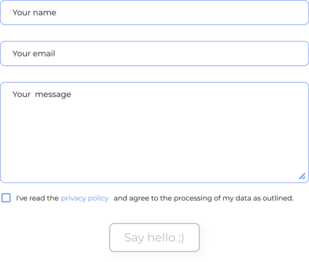 Your name
Your email
Your  message
I've read the privacy policy  and agree to the processing of my data as outlined.
Say hello ;)